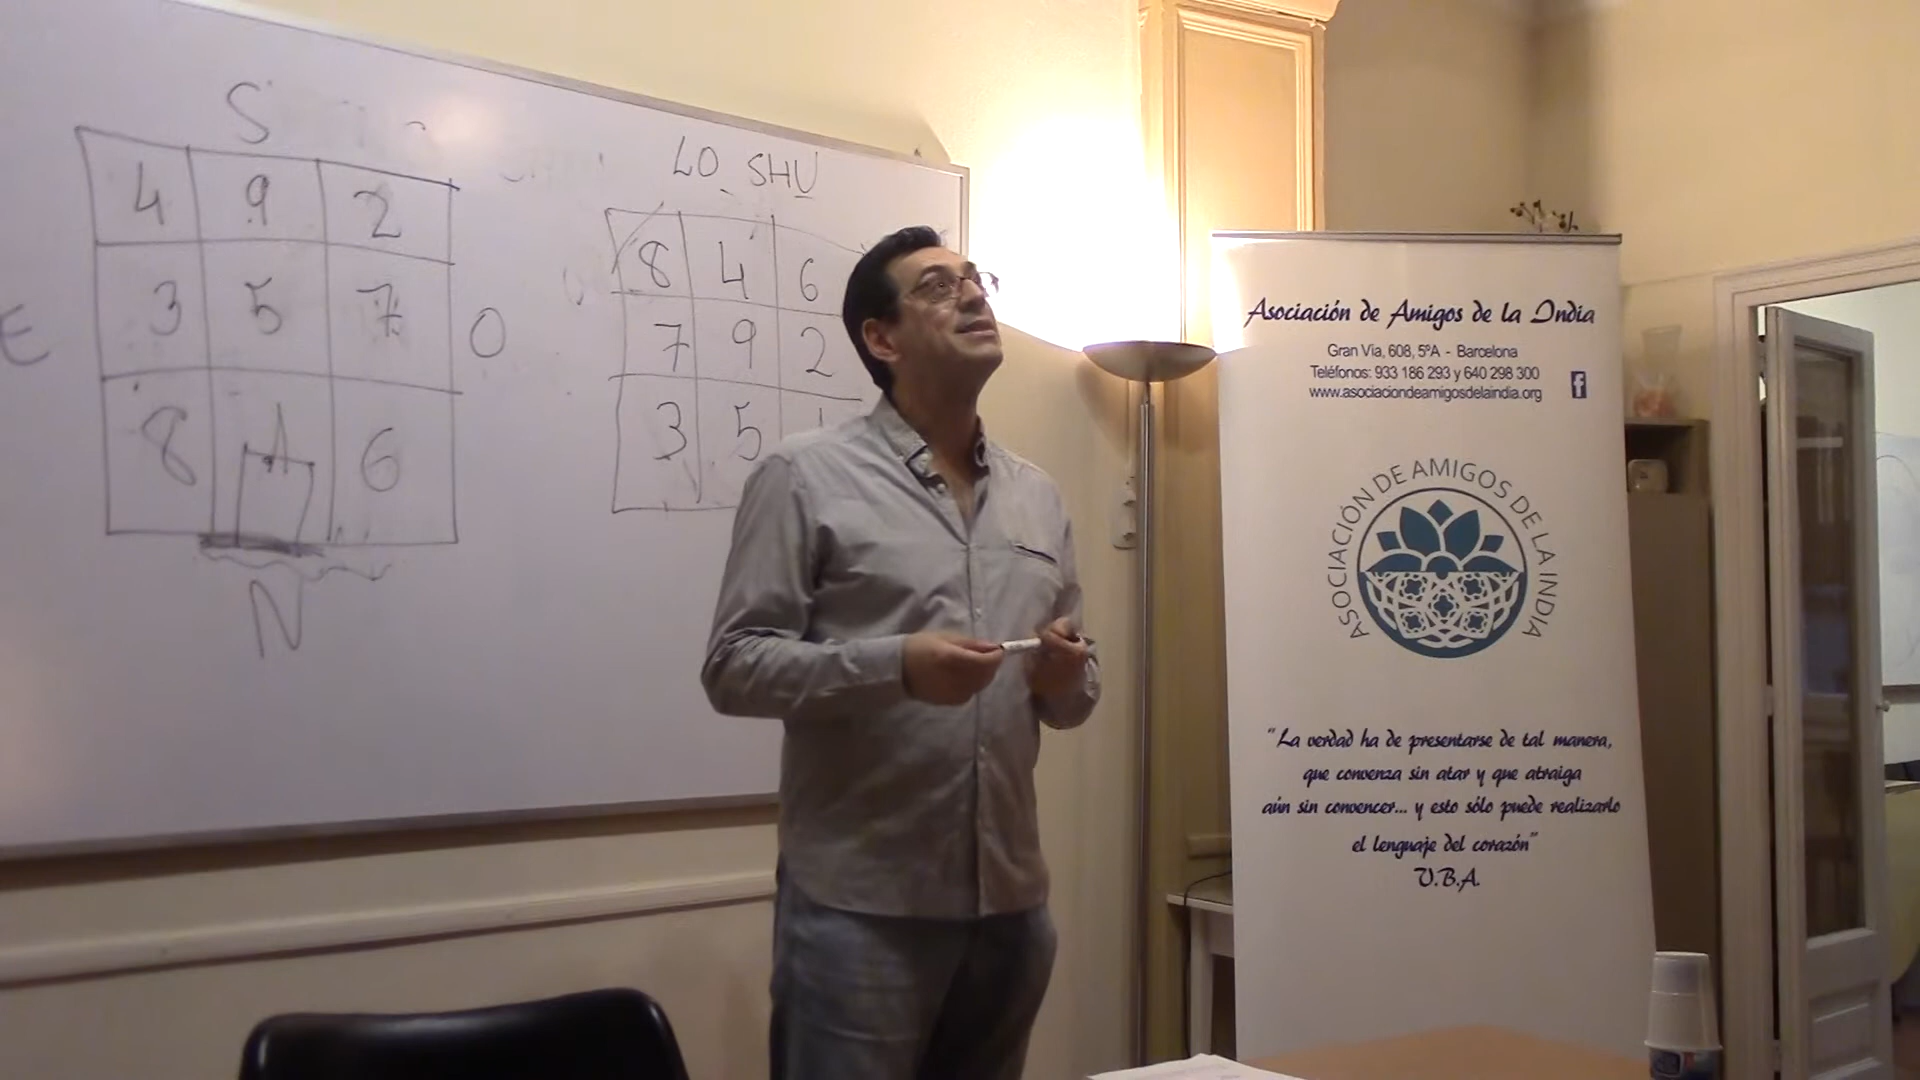 S
4 9 2
E 3 5 7 O
8 1 6
N
LO SHU
8 4 6
7 9 2
3 5
Asociación de Amigos de la India
Gran Vía, 608, 5ºA - Barcelona
Teléfonos: 933 186 293 y 640 298 300
www.asociaciondeamigosdelaindia.org
f
ASOCIACIÓN DE AMIGOS DE LA INDIA
"La verdad ha de presentarse de tal manera,
que convenza sin atar y que atraiga
aún sin convencer... y esto sólo puede realizarlo
el lenguaje del corazón"
V.B.A.